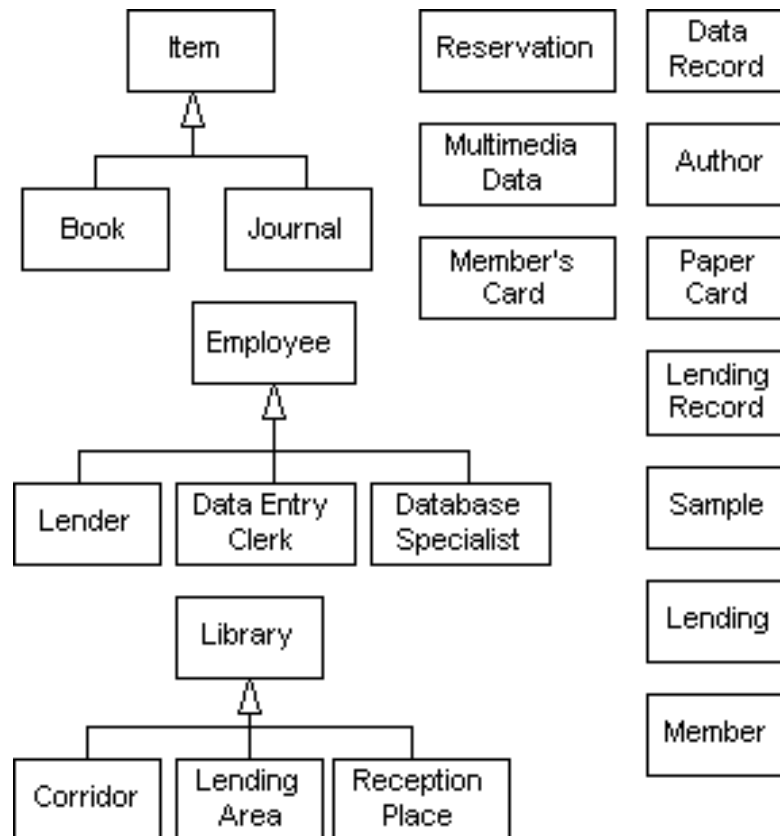 Item
Book
Journal
Employee
Lender
Data Entry
Clerk
Database
Specialist
Library
Corridor
Lending
Area
Reception
Place
Reservation
Multimedia
Data
Member's
Card
Data
Record
Author
Paper
Card
Lending
Record
Sample
Lending
Member